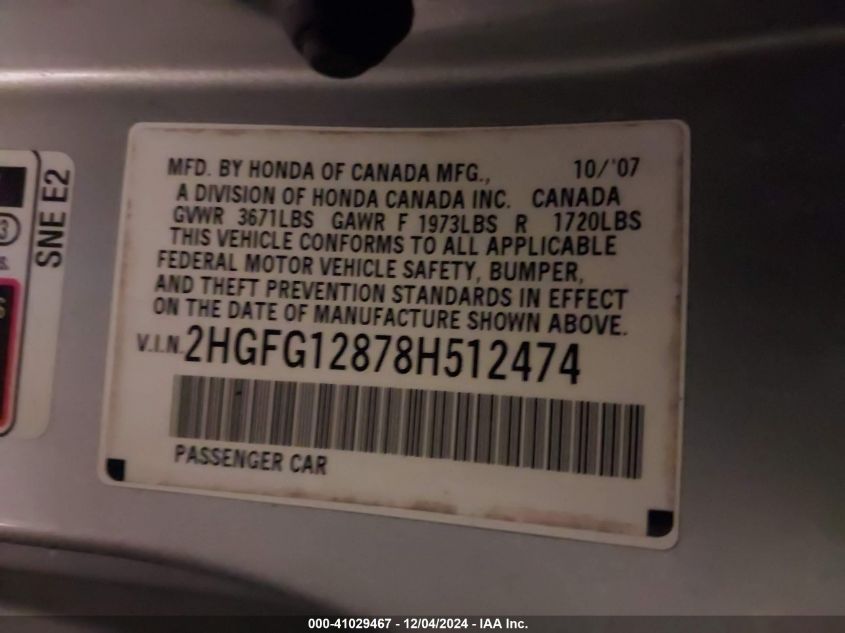 MFD. BY HONDA OF CANADA MFG., 10/'07
A DIVISION OF HONDA CANADA INC. CANADA
GVWR 3671LBS GAWR F 1973LBS R 1720LBS
THIS VEHICLE CONFORMS TO ALL APPLICABLE
FEDERAL MOTOR VEHICLE SAFETY, BUMPER,
AND THEFT PREVENTION STANDARDS IN EFFECT
ON THE DATE OF MANUFACTURE SHOWN ABOVE.
V.I.N. 2HGFG12878H512474
PASSENGER CAR
SNE E2
000-41029467 - 12/04/2024 - IAA Inc.